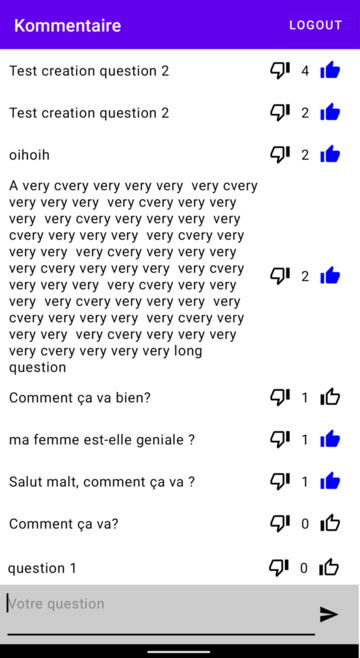 Kommentaire LOGOUT
Test creation question 2 4
Test creation question 2 2
oihoih 2
A very cvery very very very  very cvery
very very very  very cvery very very
very  very cvery very very very  very
cvery very very very  very cvery very
very very  very cvery very very very
very cvery very very very  very cvery
very very very  very cvery very very
very  very cvery very very very  very
cvery very very very  very cvery very
very very  very cvery very very very
very cvery very very very long
question 2
Comment ça va bien? 1
ma femme est-elle geniale ? 1
Salut malt, comment ça va ? 1
Comment ça va? 0
question 1 0
Votre question